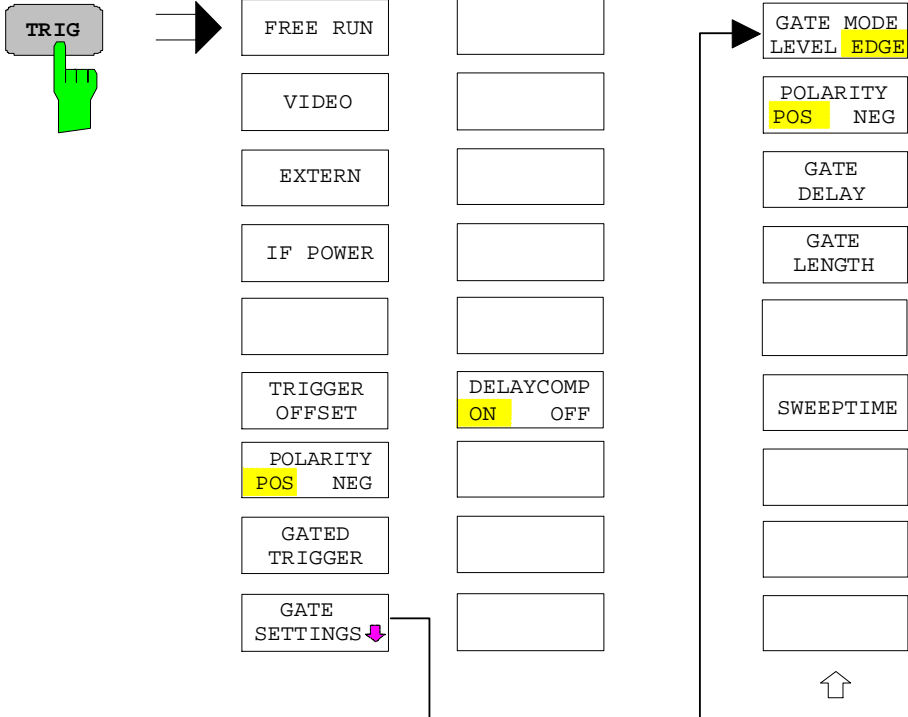 TRIG
FREE RUN
VIDEO
EXTERN
IF POWER
TRIGGER
OFFSET
POLARITY
POS NEG
GATED
TRIGGER
GATE
SETTINGS
DELAYCOMP
ON OFF
GATE MODE
LEVEL EDGE
POLARITY
POS NEG
GATE
DELAY
GATE
LENGTH
SWEEPTIME